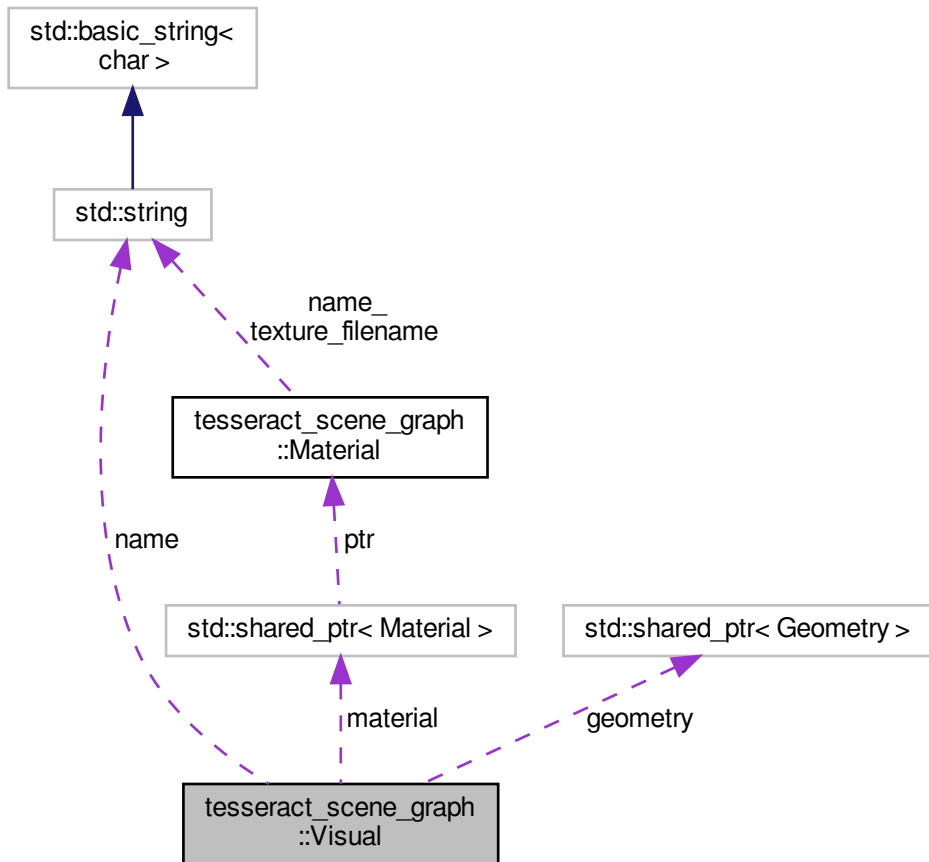 std::basic_string<
char >
std::string
name_
texture_filename
tesseract_scene_graph
::Material
name
ptr
std::shared_ptr< Material >
std::shared_ptr< Geometry >
material
geometry
tesseract_scene_graph
::Visual